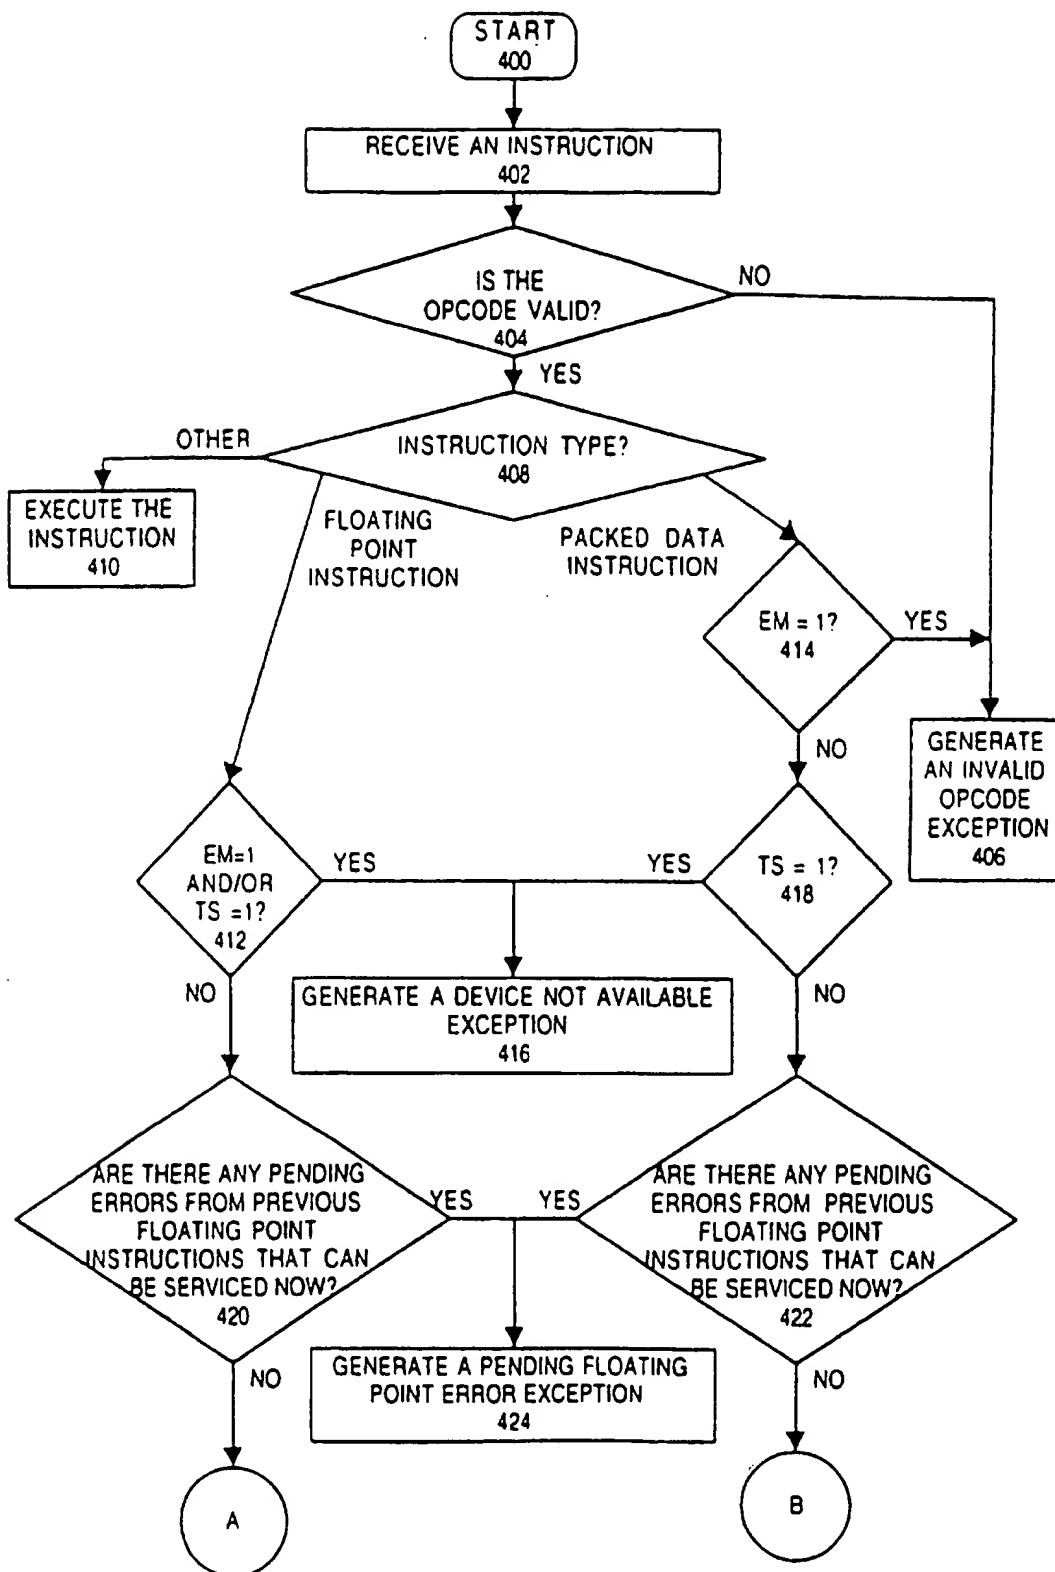 START
400
RECEIVE AN INSTRUCTION
402
IS THE
OPCODE VALID?
404
NO
YES
INSTRUCTION TYPE?
408
OTHER
EXECUTE THE
INSTRUCTION
410
FLOATING
POINT
INSTRUCTION
PACKED DATA
INSTRUCTION
EM = 1?
414
YES
NO
GENERATE
AN INVALID
OPCODE
EXCEPTION
406
EM=1
AND/OR
TS =1?
412
YES
YES
TS = 1?
418
NO
GENERATE A DEVICE NOT AVAILABLE
EXCEPTION
416
NO
ARE THERE ANY PENDING
ERRORS FROM PREVIOUS
FLOATING POINT
INSTRUCTIONS THAT CAN
BE SERVICED NOW?
420
YES
YES
ARE THERE ANY PENDING
ERRORS FROM PREVIOUS
FLOATING POINT
INSTRUCTIONS THAT CAN
BE SERVICED NOW?
422
NO
GENERATE A PENDING FLOATING
POINT ERROR EXCEPTION
424
NO
A
B